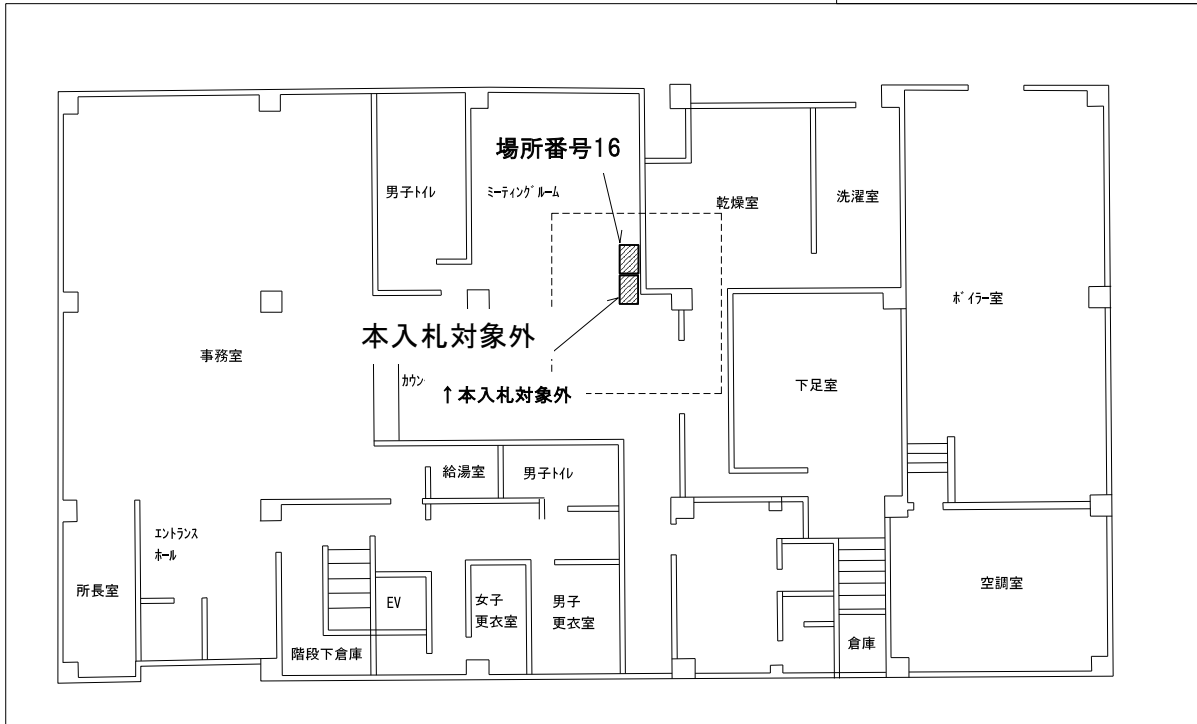 場所番号16
男子トイレ
ミーティングルーム
乾燥室
洗濯室
ボイラー室
本入札対象外
事務室
カウン
↑本入札対象外
下足室
給湯室
男子トイレ
エントランス
ホール
所長室
EV
女子
更衣室
男子
更衣室
空調室
階段下倉庫
倉庫